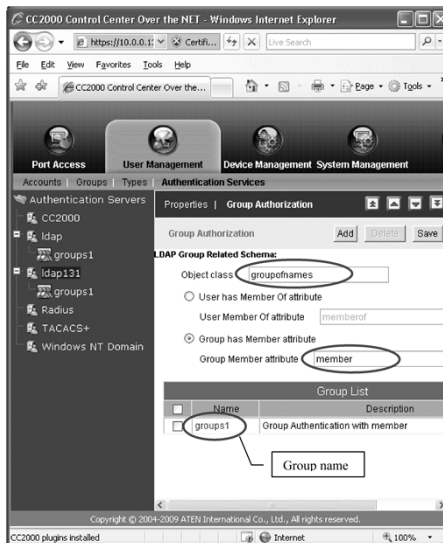 CC2000 Control Center Over the NET - Windows Internet Explorer
https://10.0.0.1 Certifi... Live Search
File Edit View Favorites Tools Help
CC2000 Control Center Over the... Page Tools
Port Access User Management Device Management System Management
Accounts | Groups | Types | Authentication Services
Authentication Servers
CC2000
ldap
groups1
ldap131
groups1
Radius
TACACS+
Windows NT Domain
Properties | Group Authorization
Group Authorization Add Delete Save
LDAP Group Related Schema:
Object class groupofnames
User has Member Of attribute
User Member Of attribute memberof
Group has Member attribute
Group Member attribute member
Group List
Name Description
groups1 Group Authentication with member
Group name
Copyright © 2004-2009 ATEN International Co., Ltd., All rights reserved.
CC2000 plugins installed Internet 100%